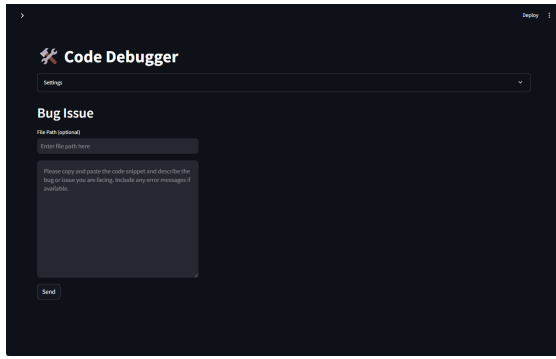 Deploy
Code Debugger
Settings
Bug Issue
File Path (optional)
Enter file path here
Please copy and paste the code snippet and describe the
bug or issue you are facing. Include any error messages if
available.
Send